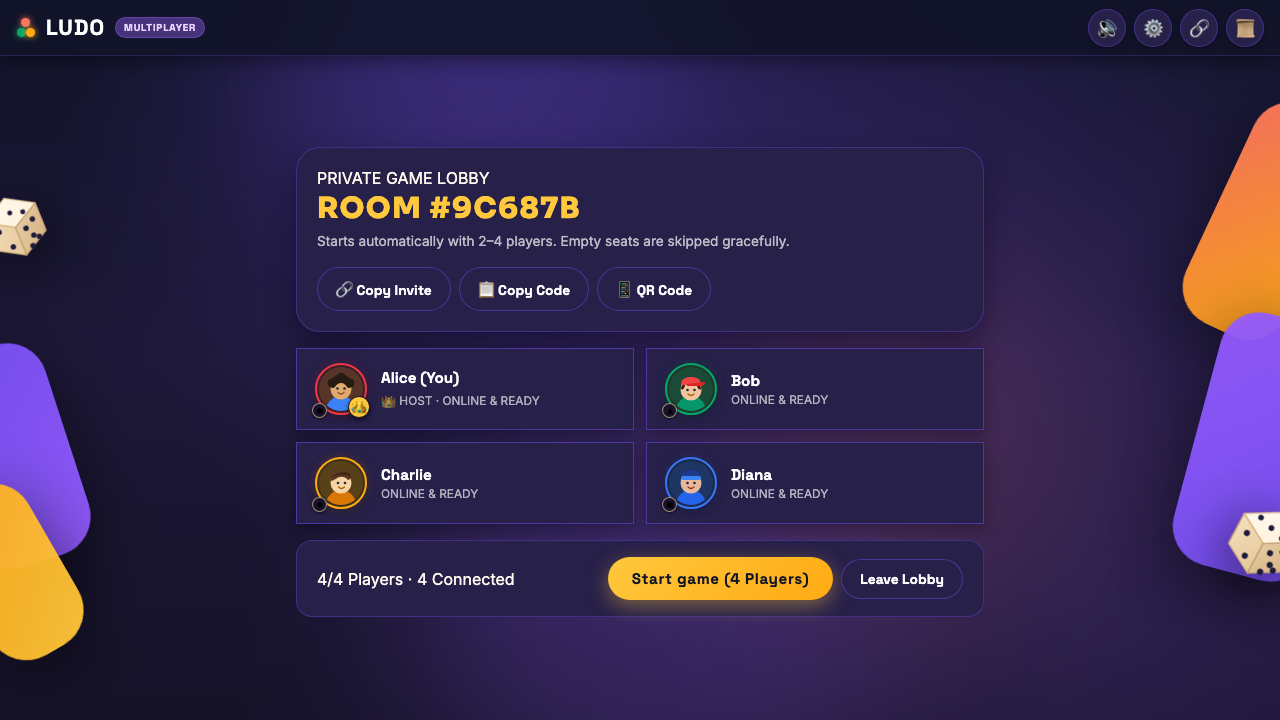 LUDO
MULTIPLAYER
PRIVATE GAME LOBBY
ROOM #9C687B
Starts automatically with 2–4 players. Empty seats are skipped gracefully.
Copy Invite
Copy Code
QR Code
Alice (You)
HOST · ONLINE & READY
Bob
ONLINE & READY
Charlie
ONLINE & READY
Diana
ONLINE & READY
4/4 Players · 4 Connected
Start game (4 Players)
Leave Lobby